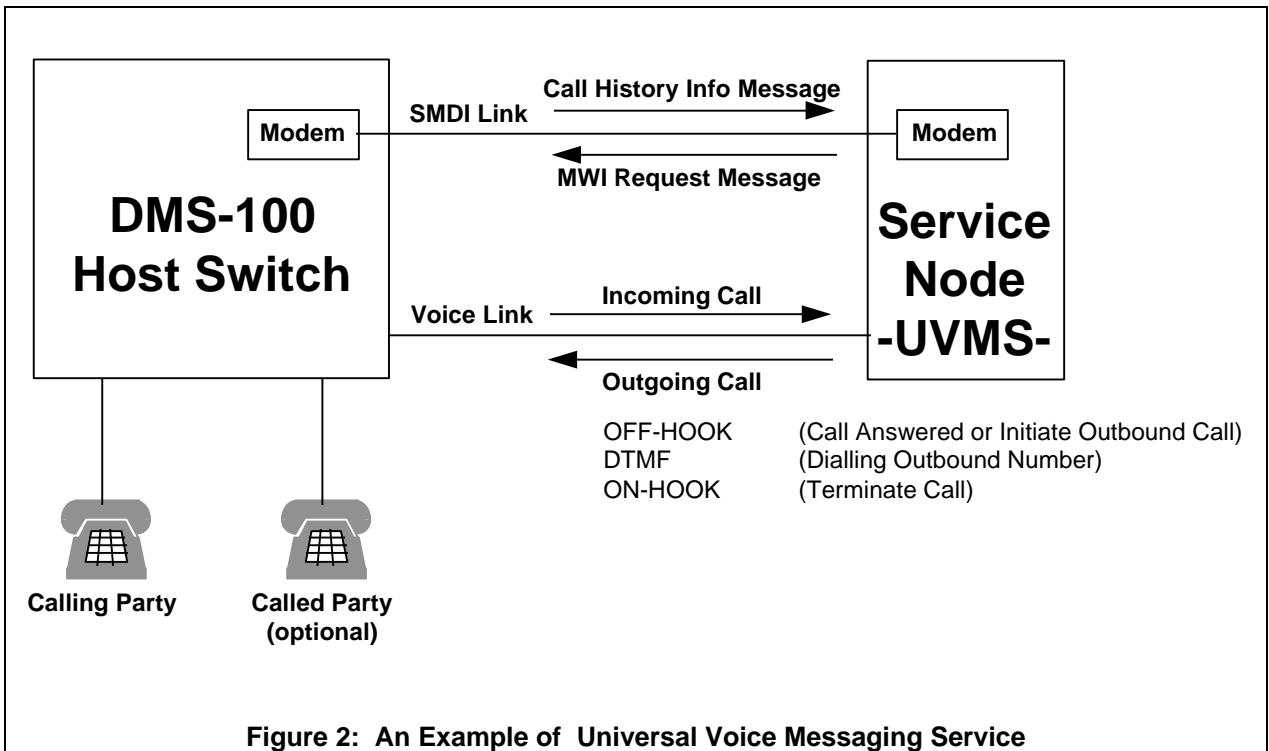 Call History Info Message
SMDI Link
Modem
Modem
MWI Request Message
DMS-100
Host Switch
Service
Node
-UVMS-
Incoming Call
Voice Link
Outgoing Call
OFF-HOOK (Call Answered or Initiate Outbound Call)
DTMF (Dialling Outbound Number)
ON-HOOK (Terminate Call)
Calling Party
Called Party
(optional)
Figure 2: An Example of Universal Voice Messaging Service